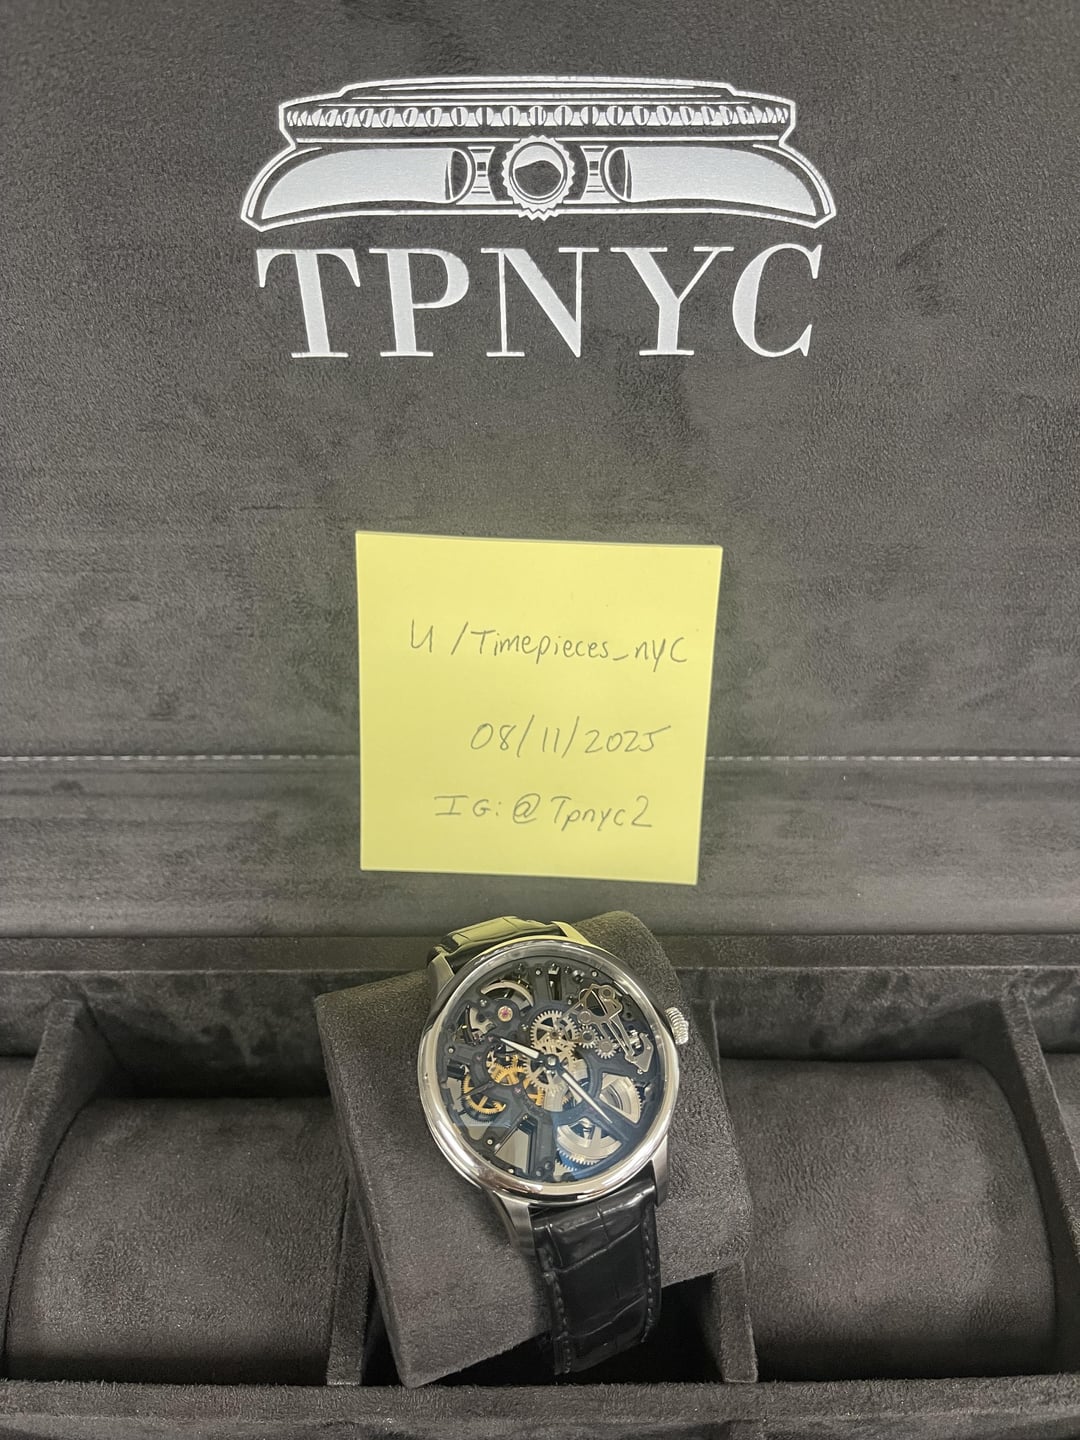 TPNYC
U/Timepieces_nyc
08/11/2025
IG: @Tpnyc2